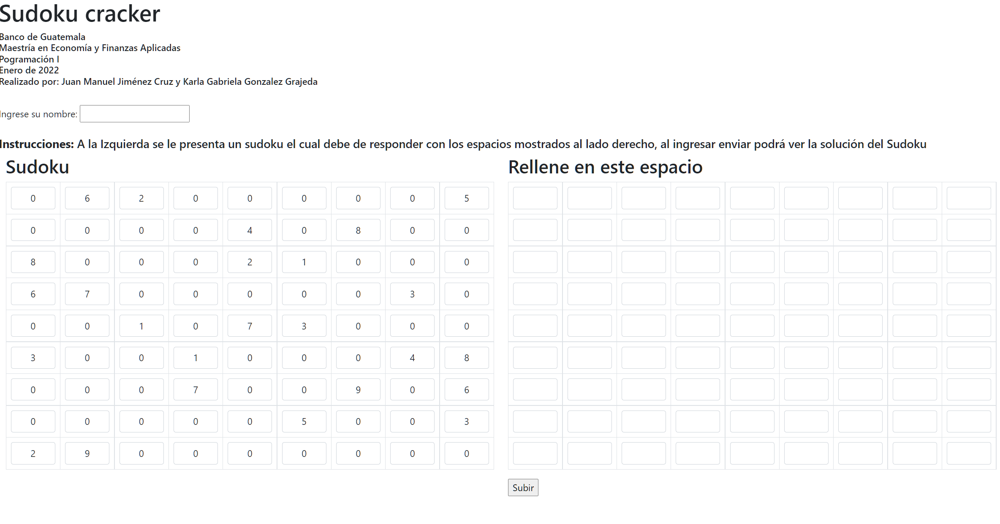 Sudoku cracker
Banco de Guatemala
Maestría en Economía y Finanzas Aplicadas
Pogramación I
Enero de 2022
Realizado por: Juan Manuel Jiménez Cruz y Karla Gabriela Gonzalez Grajeda
Ingrese su nombre:
Instrucciones: A la Izquierda se le presenta un sudoku el cual debe de responder con los espacios mostrados al lado derecho, al ingresar enviar podrá ver la solución del Sudoku
Sudoku
0 6 2 0 0 0 0 0 5
0 0 0 0 4 0 8 0 0
8 0 0 0 2 1 0 0 0
6 7 0 0 0 0 0 3 0
0 0 1 0 7 3 0 0 0
3 0 0 1 0 0 0 4 8
0 0 0 7 0 0 9 0 6
0 0 0 0 0 5 0 0 3
2 9 0 0 0 0 0 0 0
Rellene en este espacio
Subir